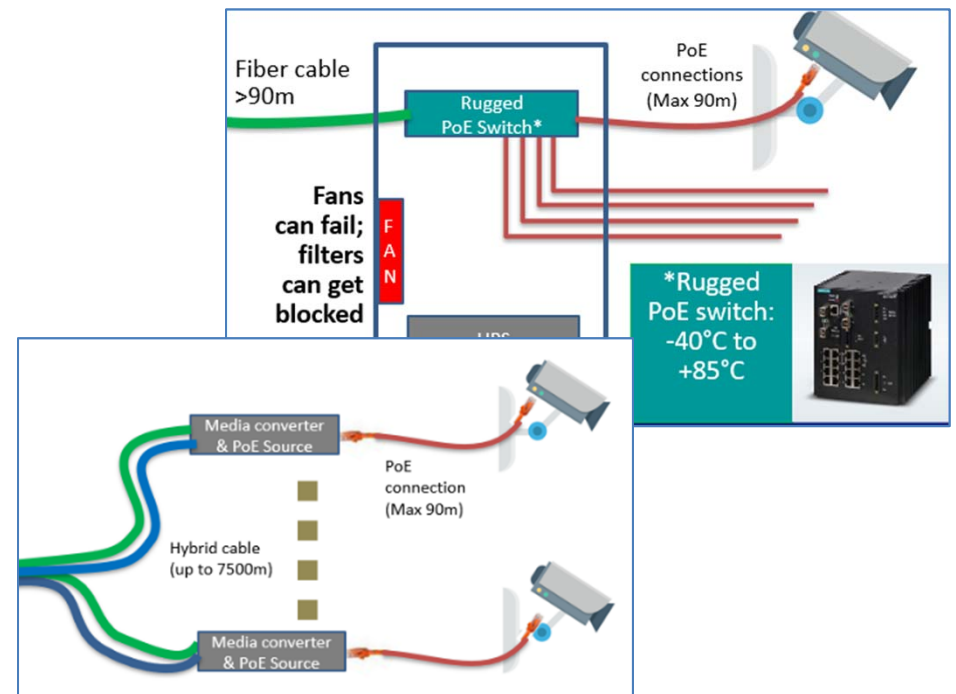 Fiber cable
>90m
Rugged
PoE Switch*
PoE
connections
(Max 90m)
Fans
can fail;
filters
can get
blocked
F
A
N
UPS
*Rugged
PoE switch:
-40°C to
+85°C
Media converter
& PoE Source
PoE
connection
(Max 90m)
Hybrid cable
(up to 7500m)
Media converter
& PoE Source